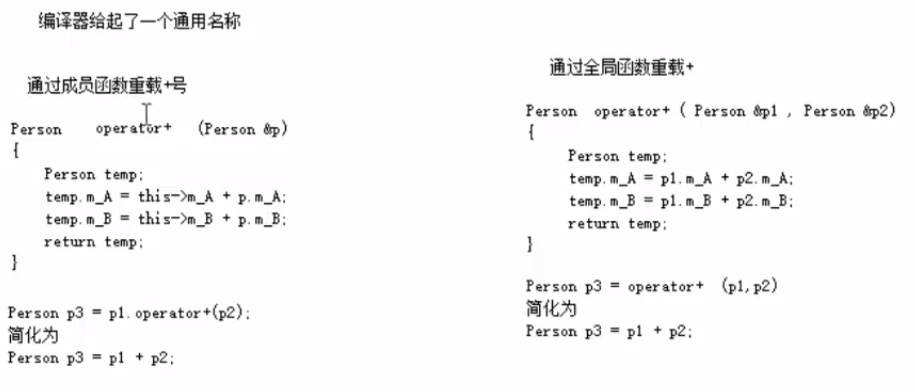 编译器给起了一个通用名称
通过成员函数重载+号
Person operator+ (Person &p)
{
Person temp;
temp.m_A = this->m_A + p.m_A;
temp.m_B = this->m_B + p.m_B;
return temp;
}
Person p3 = p1.operator+(p2);
简化为
Person p3 = p1 + p2;
通过全局函数重载+
Person operator+ ( Person &p1 , Person &p2)
{
Person temp;
temp.m_A = p1.m_A + p2.m_A;
temp.m_B = p1.m_B + p2.m_B;
return temp;
}
Person p3 = operator+ (p1,p2)
简化为
Person p3 = p1 + p2;